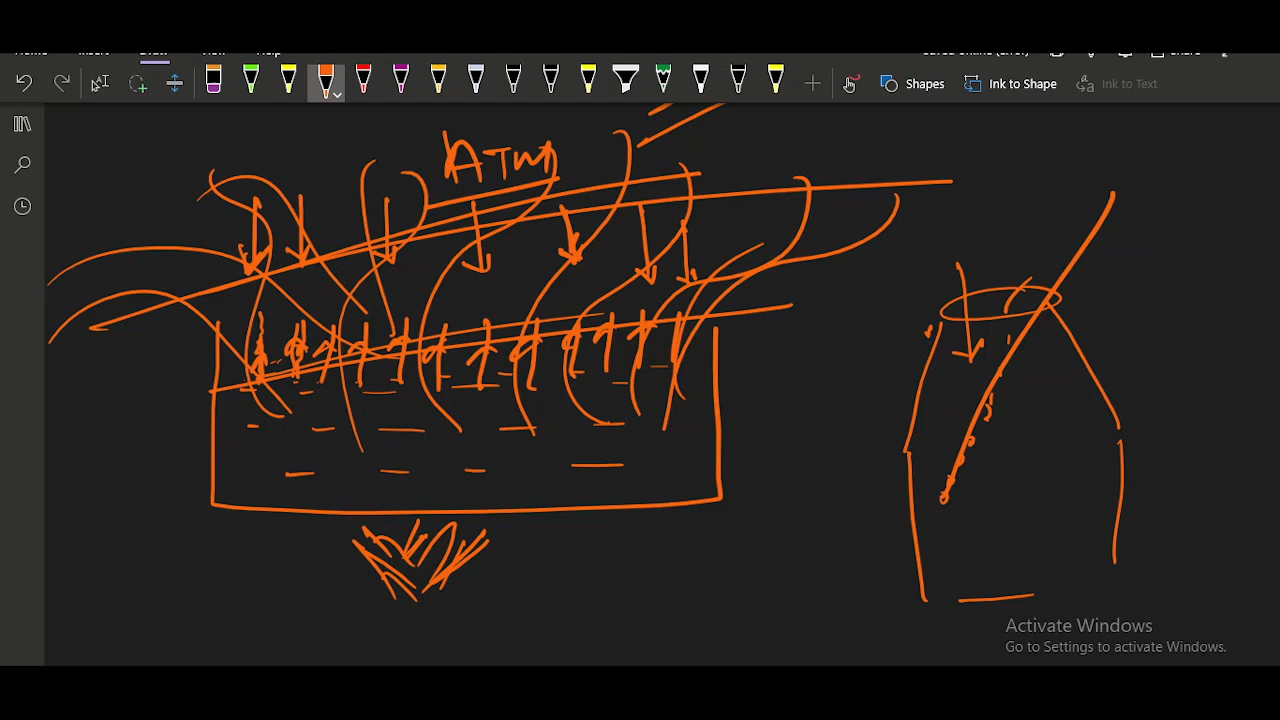 Shapes Ink to Shape Ink to Text
ATM
Activate Windows
Go to Settings to activate Windows.